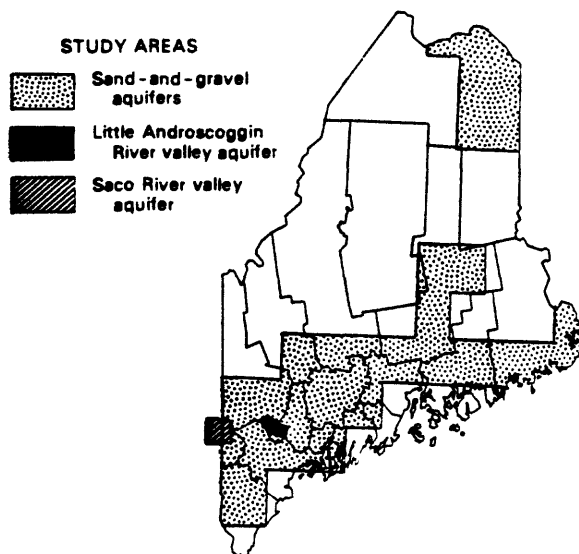 STUDY AREAS
Sand-and-gravel
aquifers
Little Androscoggin
River valley aquifer
Saco River valley
aquifer